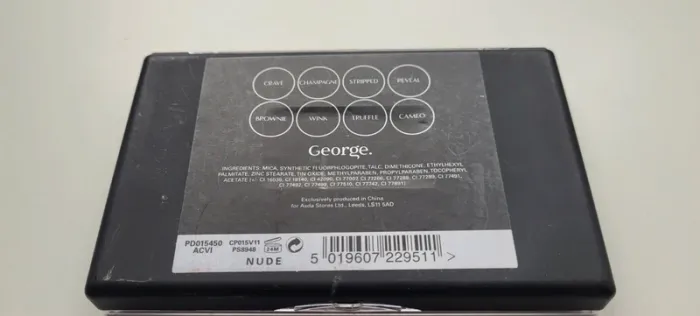 CRAVE CHAMPAGNE STRIPPED REVEAL
BROWNIE WINK TRUFFLE CAMEO
George.
INGREDIENTS: MICA, SYNTHETIC FLUORPHLOGOPITE, TALC, DIMETHICONE, ETHYLHEXYL
PALMITATE, ZINC STEARATE, TIN OXIDE, METHYLPARABEN, PROPYLPARABEN, TOCOPHERYL
ACETATE
Exclusively produced in China
for Asda Stores Ltd., Leeds, LS11 5AD
PD015450 CP015V11
ACVI PS8948 24M
NUDE 5 019607 229511 >